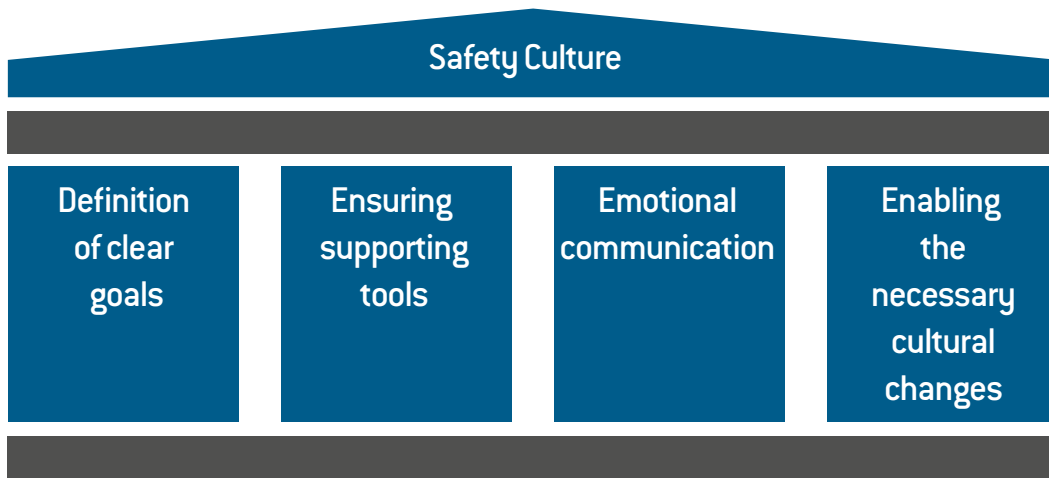 Safety Culture
Definition
of clear
goals
Ensuring
supporting
tools
Emotional
communication
Enabling
the
necessary
cultural
changes